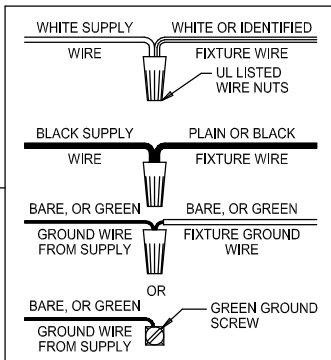 WHITE SUPPLY
WIRE
WHITE OR IDENTIFIED
FIXTURE WIRE
UL LISTED
WIRE NUTS
BLACK SUPPLY
WIRE
PLAIN OR BLACK
FIXTURE WIRE
BARE, OR GREEN
GROUND WIRE
FROM SUPPLY
BARE, OR GREEN
FIXTURE GROUND
WIRE
OR
BARE, OR GREEN
GROUND WIRE
FROM SUPPLY
GREEN GROUND
SCREW